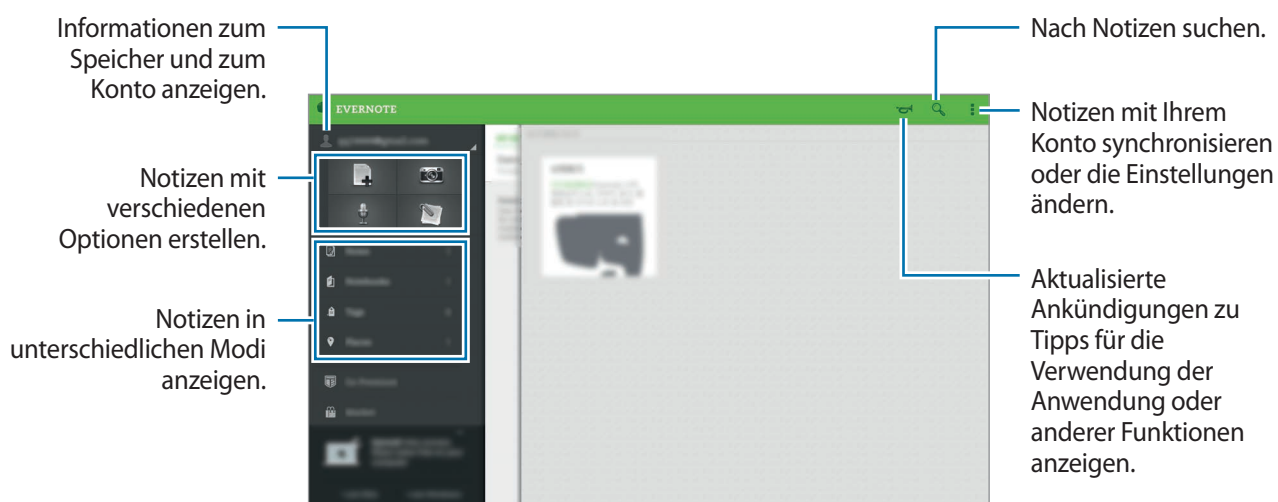 Informationen zum
Speicher und zum
Konto anzeigen.
Notizen mit
verschiedenen
Optionen erstellen.
Notizen in
unterschiedlichen Modi
anzeigen.
EVERNOTE
Nach Notizen suchen.
Notizen mit Ihrem
Konto synchronisieren
oder die Einstellungen
ändern.
Aktualisierte
Ankündigungen zu
Tipps für die
Verwendung der
Anwendung oder
anderer Funktionen
anzeigen.